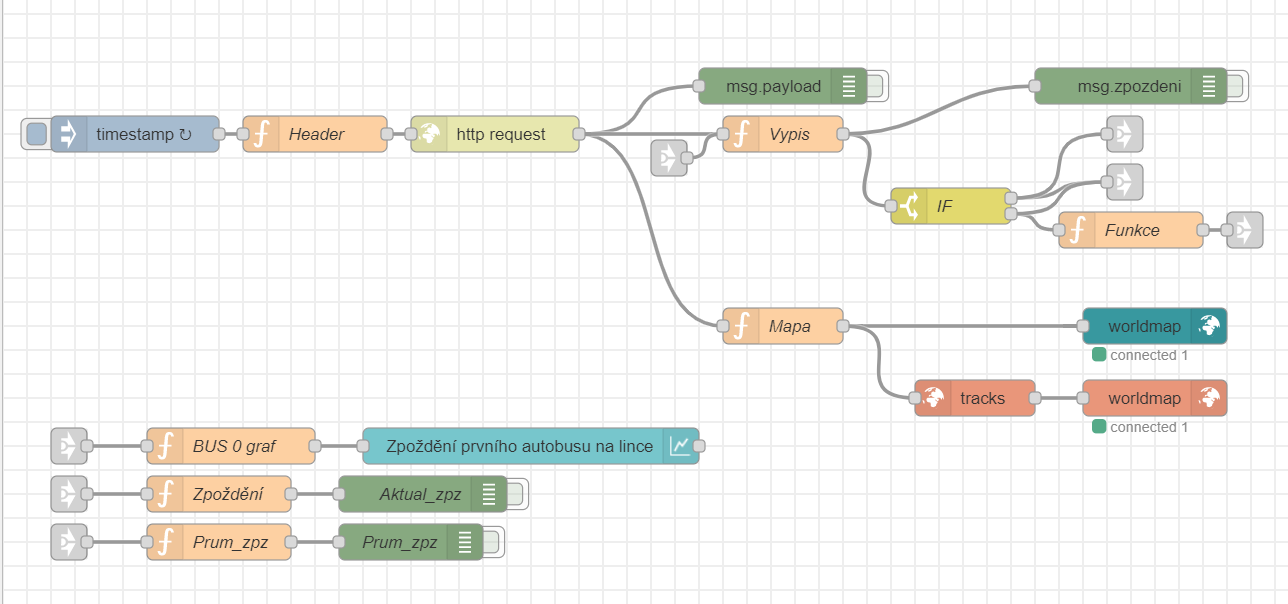 msg.payload
msg.zpozdeni
timestamp ↻
Header
http request
Vypis
IF
Funkce
Mapa
worldmap
connected 1
tracks
worldmap
connected 1
BUS 0 graf
Zpoždění prvního autobusu na lince
Zpoždění
Aktual_zpz
Prum_zpz
Prum_zpz